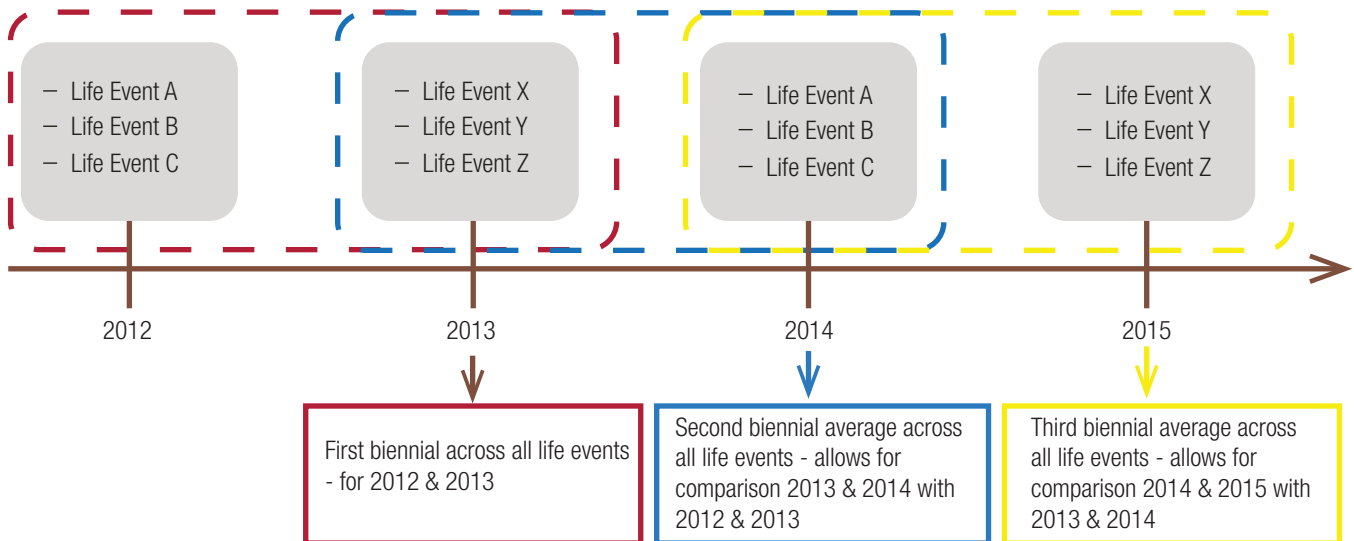 – Life Event A
– Life Event B
– Life Event C
– Life Event X
– Life Event Y
– Life Event Z
– Life Event A
– Life Event B
– Life Event C
– Life Event X
– Life Event Y
– Life Event Z
2012
2013
2014
2015
First biennial across all life events
- for 2012 & 2013
Second biennial average across
all life events - allows for
comparison 2013 & 2014 with
2012 & 2013
Third biennial average across
all life events - allows for
comparison 2014 & 2015 with
2013 & 2014